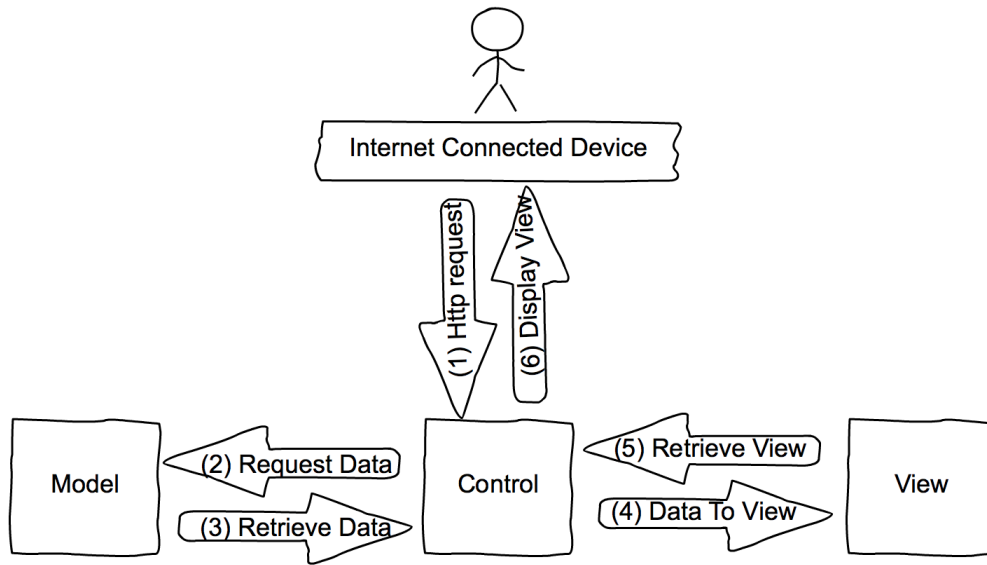 Internet Connected Device
(1) Http request
(6) Display View
Model
(2) Request Data
(3) Retrieve Data
Control
(5) Retrieve View
(4) Data To View
View